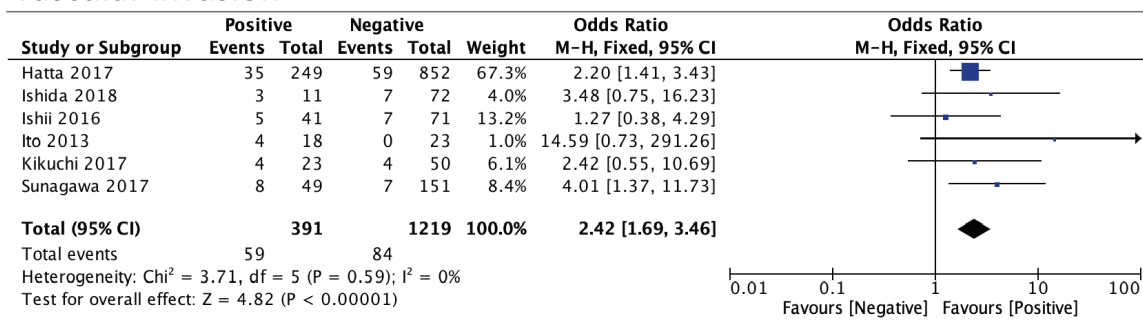 Positive Negative Odds Ratio Odds Ratio
Study or Subgroup Events Total Events Total Weight M-H, Fixed, 95% CI M-H, Fixed, 95% CI
Hatta 2017 35 249 59 852 67.3% 2.20 [1.41, 3.43]
Ishida 2018 3 11 7 72 4.0% 3.48 [0.75, 16.23]
Ishii 2016 5 41 7 71 13.2% 1.27 [0.38, 4.29]
Ito 2013 4 18 0 23 1.0% 14.59 [0.73, 291.26]
Kikuchi 2017 4 23 4 50 6.1% 2.42 [0.55, 10.69]
Sunagawa 2017 8 49 7 151 8.4% 4.01 [1.37, 11.73]
Total (95% CI) 391 1219 100.0% 2.42 [1.69, 3.46]
Total events 59 84
Heterogeneity: Chi² = 3.71, df = 5 (P = 0.59); I² = 0%
Test for overall effect: Z = 4.82 (P < 0.00001)
0.01 0.1 1 10 100
Favours [Negative] Favours [Positive]